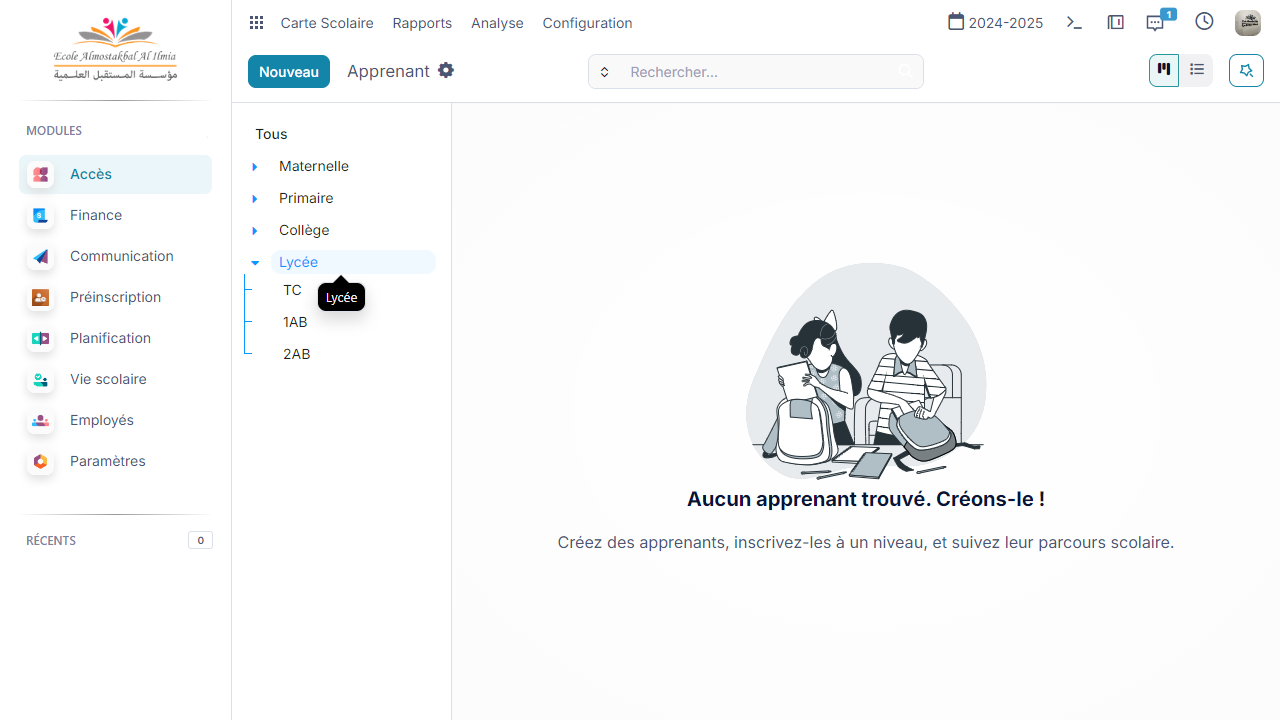 Ecole Almostakbal Al Ilmia
مؤسسة المستقبل العلمية
MODULES
Accès
Finance
Communication
Préinscription
Planification
Vie scolaire
Employés
Paramètres
RÉCENTS 0
Carte Scolaire Rapports Analyse Configuration 2024-2025 1
Nouveau Apprenant Rechercher...
Tous
Maternelle
Primaire
Collège
Lycée
TC
Lycée
1AB
2AB
Aucun apprenant trouvé. Créons-le !
Créez des apprenants, inscrivez-les à un niveau, et suivez leur parcours scolaire.